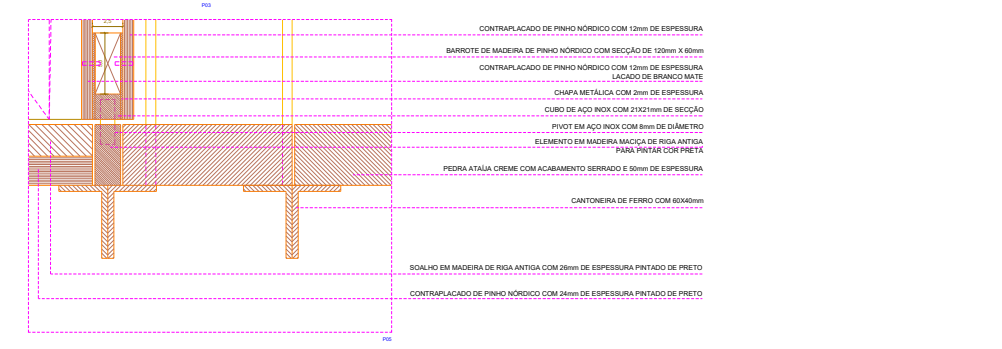 P03
2.5
CONTRAPLACADO DE PINHO NÓRDICO COM 12mm DE ESPESSURA
BARROTE DE MADEIRA DE PINHO NÓRDICO COM SECÇÃO DE 120mm X 60mm
CONTRAPLACADO DE PINHO NÓRDICO COM 12mm DE ESPESSURA
LACADO DE BRANCO MATE
CHAPA METÁLICA COM 2mm DE ESPESSURA
CUBO DE AÇO INOX COM 21X21mm DE SECÇÃO
PIVOT EM AÇO INOX COM 8mm DE DIÂMETRO
ELEMENTO EM MADEIRA MACIÇA DE RIGA ANTIGA
PARA PINTAR COR PRETA
PEDRA ATAÍJA CREME COM ACABAMENTO SERRADO E 50mm DE ESPESSURA
CANTONEIRA DE FERRO COM 60X40mm
SOALHO EM MADEIRA DE RIGA ANTIGA COM 26mm DE ESPESSURA PINTADO DE PRETO
CONTRAPLACADO DE PINHO NÓRDICO COM 24mm DE ESPESSURA PINTADO DE PRETO
P05